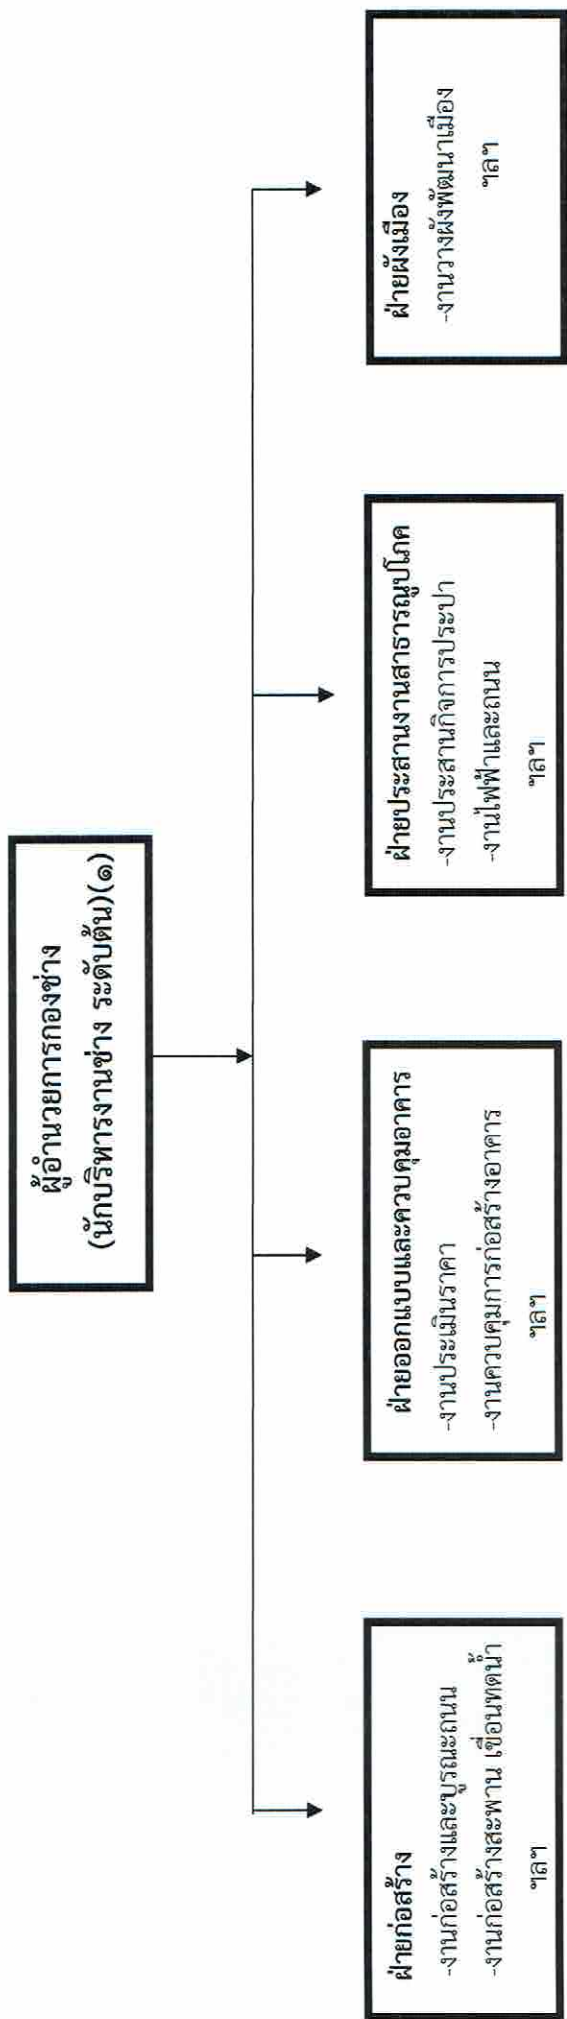 ผู้อำนวยการกองช่าง
(นักบริหารงานช่าง ระดับต้น)(๑)
ฝ่ายก่อสร้าง
-งานก่อสร้างและบูรณะถนน
-งานก่อสร้างสะพาน เขื่อนทดน้ำ
ฯลฯ
ฝ่ายออกแบบและควบคุมอาคาร
-งานประเมินราคา
-งานควบคุมการก่อสร้างอาคาร
ฯลฯ
ฝ่ายประสานงานสาธารณูปโภค
-งานประสานกิจการประปา
-งานไฟฟ้าและถนน
ฯลฯ
ฝ่ายผังเมือง
-งานวางผังพัฒนาเมือง
ฯลฯ